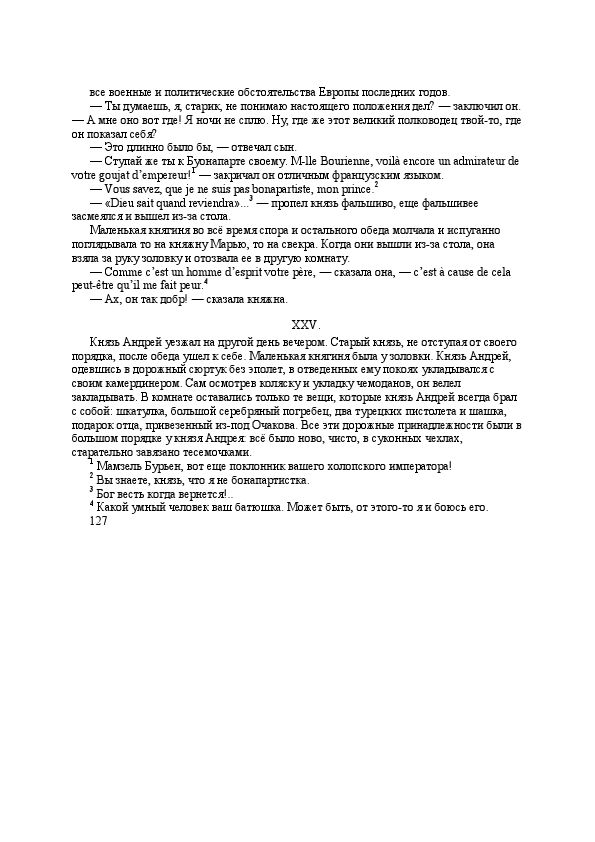 все военные и политические обстоятельства Европы последних годов.
— Ты думаешь, я, старик, не понимаю настоящего положения дел? — заключил он.
— А мне оно вот где! Я ночи не сплю. Ну, где же этот великий полководец твой-то, где
он показал себя?
— Это длинно было бы, — отвечал сын.
— Ступай же ты к Буонапарте своему. M-lle Bourienne, voilà encore un admirateur de
votre goujat d’empereur!¹ — закричал он отличным французским языком.
— Vous savez, que je ne suis pas bonapartiste, mon prince.²
— «Dieu sait quand reviendra»...³ — пропел князь фальшиво, еще фальшивее
засмеялся и вышел из-за стола.
Маленькая княгиня во всё время спора и остального обеда молчала и испуганно
поглядывала то на княжну Марью, то на свекра. Когда они вышли из-за стола, она
взяла за руку золовку и отозвала ее в другую комнату.
— Comme c’est un homme d’esprit votre père, — сказала она, — c’est à cause de cela
peut-être qu’il me fait peur.⁴
— Ах, он так добр! — сказала княжна.
XXV.
Князь Андрей уезжал на другой день вечером. Старый князь, не отступая от своего
порядка, после обеда ушел к себе. Маленькая княгиня была у золовки. Князь Андрей,
одевшись в дорожный сюртук без эполет, в отведенных ему покоях укладывался с
своим камердинером. Сам осмотрев коляску и укладку чемоданов, он велел
закладывать. В комнате оставались только те вещи, которые князь Андрей всегда брал
с собой: шкатулка, большой серебряный погребец, два турецких пистолета и шашка,
подарок отца, привезенный из-под Очакова. Все эти дорожные принадлежности были в
большом порядке у князя Андрея: всё было ново, чисто, в суконных чехлах,
старательно завязано тесемочками.
¹ Мамзель Бурьен, вот еще поклонник вашего холопского императора!
² Вы знаете, князь, что я не бонапартистка.
³ Бог весть когда вернется!..
⁴ Какой умный человек ваш батюшка. Может быть, от этого-то я и боюсь его.
127